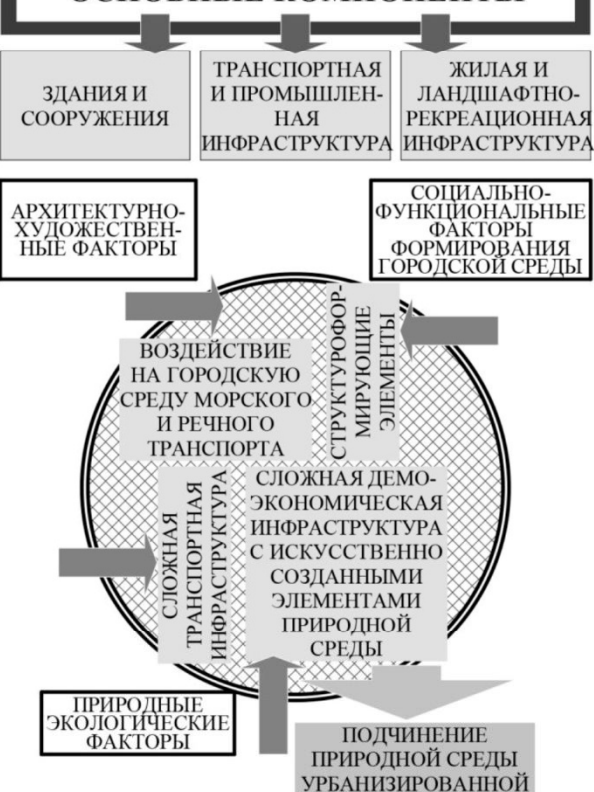 ОСНОВНЫЕ КОМПОНЕНТЫ
ЗДАНИЯ И
СООРУЖЕНИЯ
ТРАНСПОРТНАЯ
И ПРОМЫШЛЕН-
НАЯ
ИНФРАСТРУКТУРА
ЖИЛАЯ И
ЛАНДШАФТНО-
РЕКРЕАЦИОННАЯ
ИНФРАСТРУКТУРА
АРХИТЕКТУРНО-
ХУДОЖЕСТВЕН-
НЫЕ ФАКТОРЫ
СОЦИАЛЬНО-
ФУНКЦИОНАЛЬНЫЕ
ФАКТОРЫ
ФОРМИРОВАНИЯ
ГОРОДСКОЙ СРЕДЫ
ВОЗДЕЙСТВИЕ
НА ГОРОДСКУЮ
СРЕДУ МОРСКОГО
И РЕЧНОГО
ТРАНСПОРТА
СТРУКТУРОФОР-
МИРУЮЩИЕ
ЭЛЕМЕНТЫ
СЛОЖНАЯ
ТРАНСПОРТНАЯ
ИНФРАСТРУКТУРА
СЛОЖНАЯ ДЕМО-
ЭКОНОМИЧЕСКАЯ
ИНФРАСТРУКТУРА
С ИСКУССТВЕННО
СОЗДАННЫМИ
ЭЛЕМЕНТАМИ
ПРИРОДНОЙ
СРЕДЫ
ПРИРОДНЫЕ
ЭКОЛОГИЧЕСКИЕ
ФАКТОРЫ
ПОДЧИНЕНИЕ
ПРИРОДНОЙ СРЕДЫ
УРБАНИЗИРОВАННОЙ